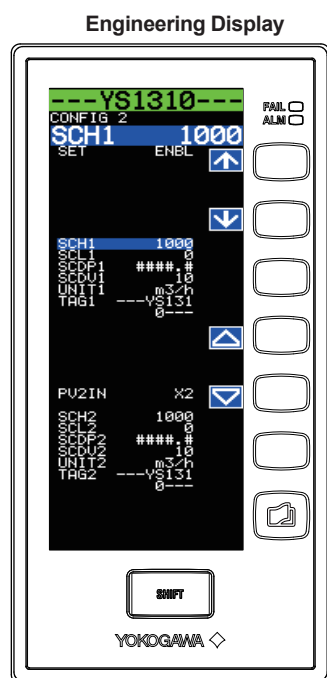 Engineering Display
---YS1310---
CONFIG 2
SCH1 1000
SET ENBL
SCH1 1000
SCL1 0
SCDP1 ####.#
SCDV1 10
UNIT1 m3/h
TAG1 ---YS131
0---
PV2IN X2
SCH2 1000
SCL2 0
SCDP2 ####.#
SCDV2 10
UNIT2 m3/h
TAG2 ---YS131
0---
FAIL
ALM
SHIFT
YOKOGAWA